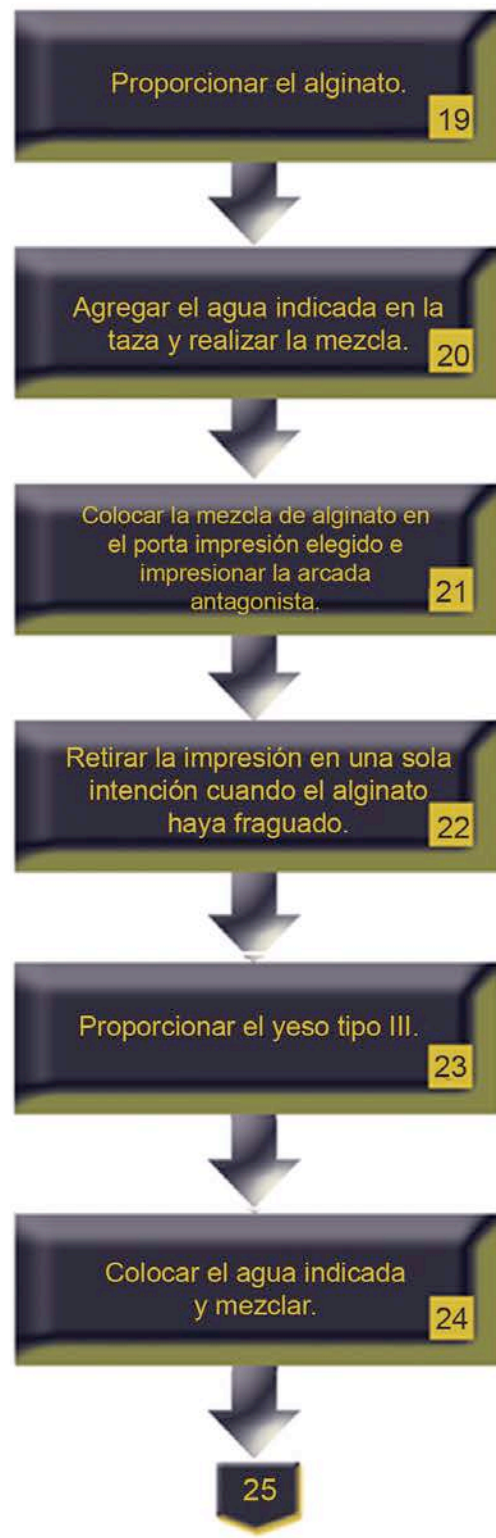 Proporcionar el alginato.
19
Agregar el agua indicada en la
taza y realizar la mezcla.
20
Colocar la mezcla de alginato en
el porta impresión elegido e
impresionar la arcada
antagonista.
21
Retirar la impresión en una sola
intención cuando el alginato
haya fraguado.
22
Proporcionar el yeso tipo III.
23
Colocar el agua indicada
y mezclar.
24
25